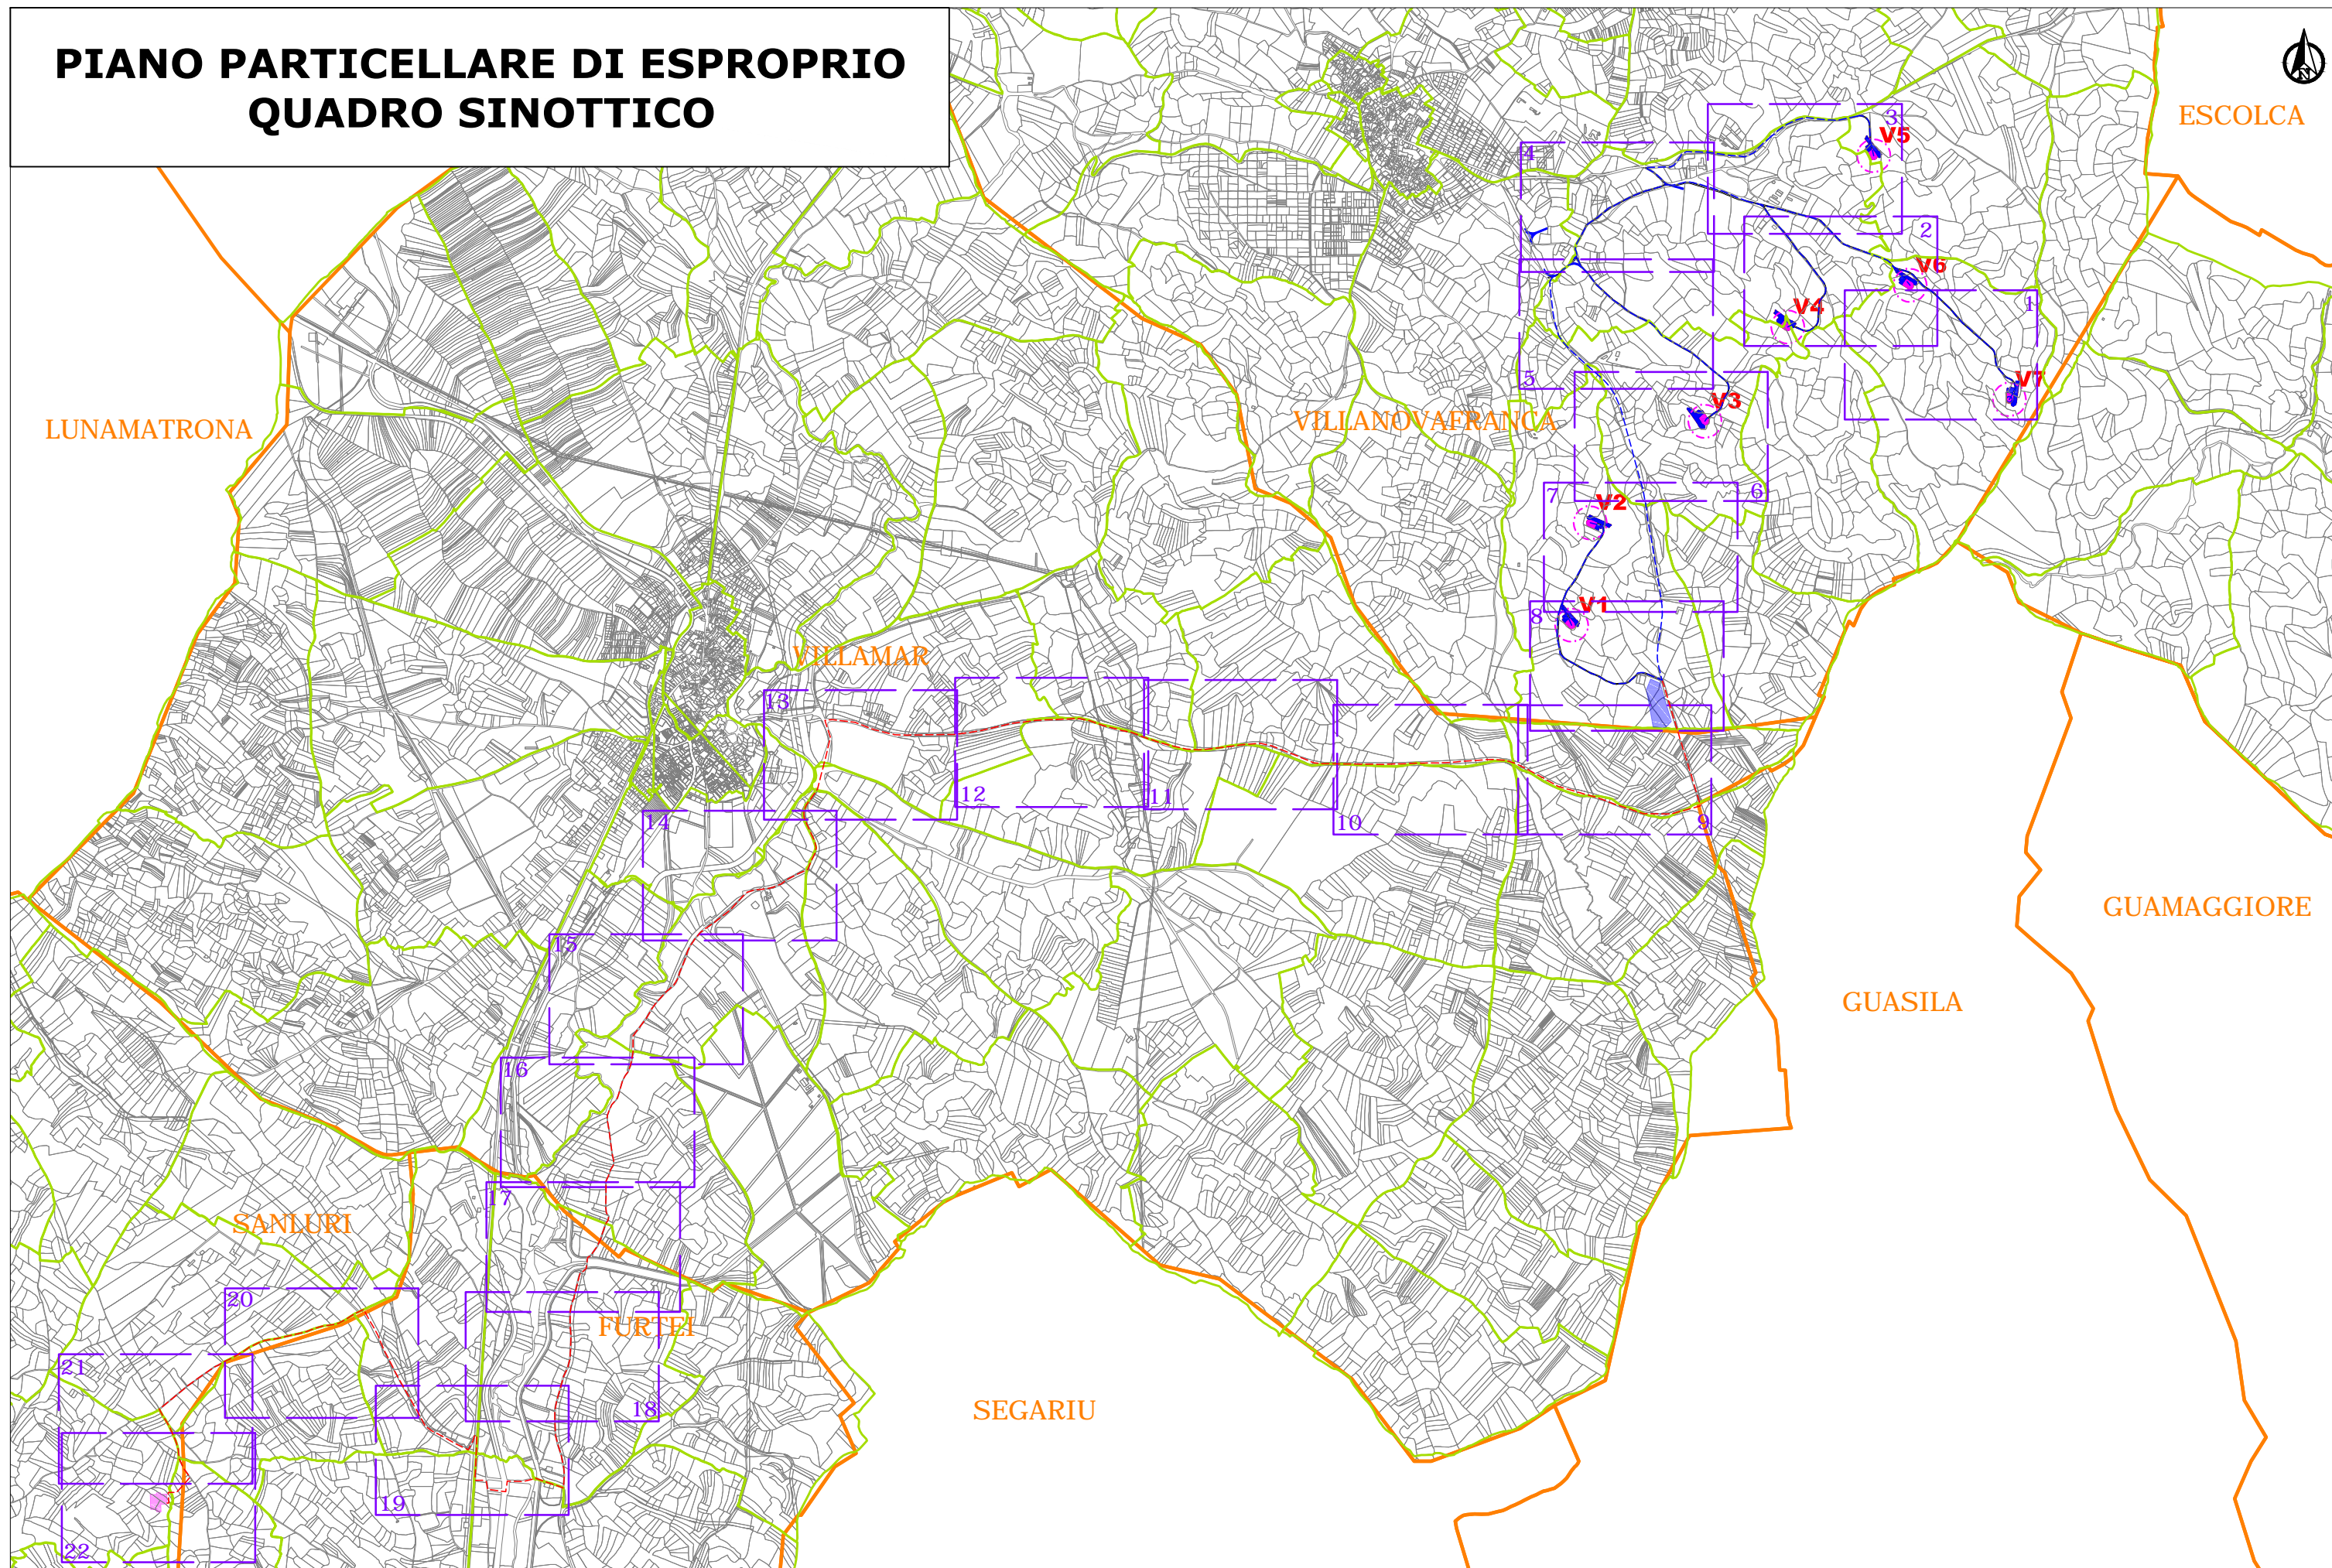 PIANO PARTICELLARE DI ESPROPRIO
QUADRO SINOTTICO
N
ESCOLCA
3
V5
4
2
V6
1
V4
V7
5
V3
LUNAMATRONA
VILLANOVAFRANCA
6
7
V2
V1
8
VILLAMAR
13
12
11
10
9
14
GUAMAGGIORE
15
GUASILA
16
17
SANLURI
20
FURTEI
21
18
SEGARIU
19
22